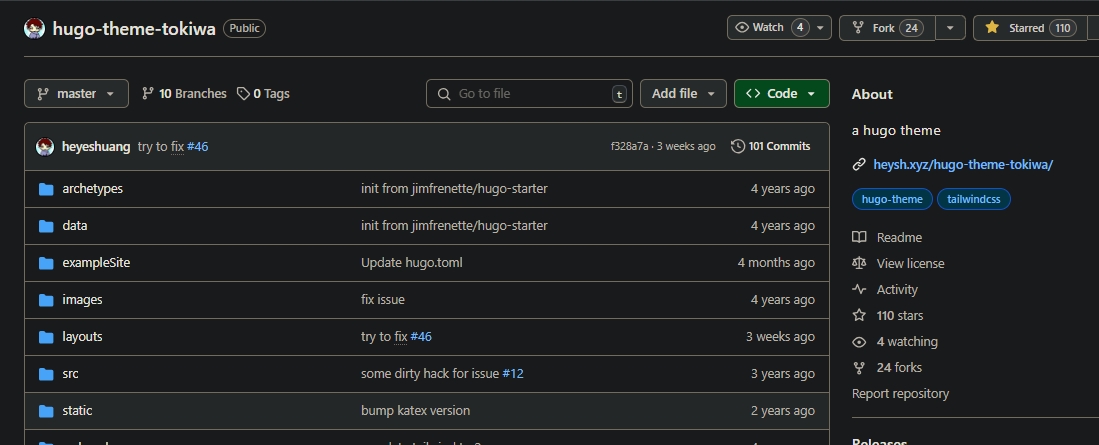 hugo-theme-tokiwa Public Watch 4 Fork 24 Starred 110
master 10 Branches 0 Tags Go to file t Add file Code
heyeshuang try to fix #46 f328a7a · 3 weeks ago 101 Commits
archetypes init from jimfrenette/hugo-starter 4 years ago
data init from jimfrenette/hugo-starter 4 years ago
exampleSite Update hugo.toml 4 months ago
images fix issue 4 years ago
layouts try to fix #46 3 weeks ago
src some dirty hack for issue #12 3 years ago
static bump katex version 2 years ago
About
a hugo theme
heysh.xyz/hugo-theme-tokiwa/
hugo-theme tailwindcss
Readme
View license
Activity
110 stars
4 watching
24 forks
Report repository
Releases